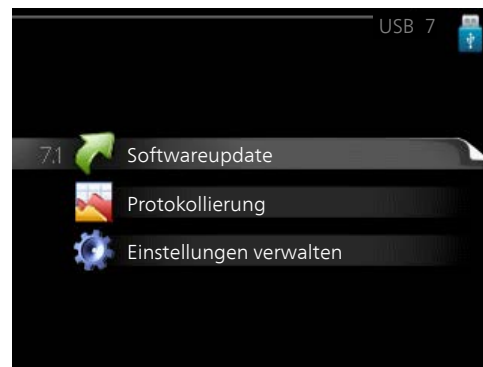 USB 7
7.1 Softwareupdate
Protokollierung
Einstellungen verwalten